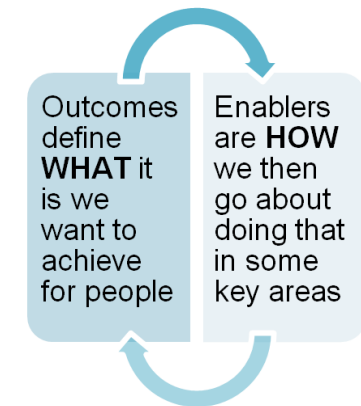 Outcomes
define
WHAT it
is we
want to
achieve
for people
Enablers
are HOW
we then
go about
doing that
in some
key areas